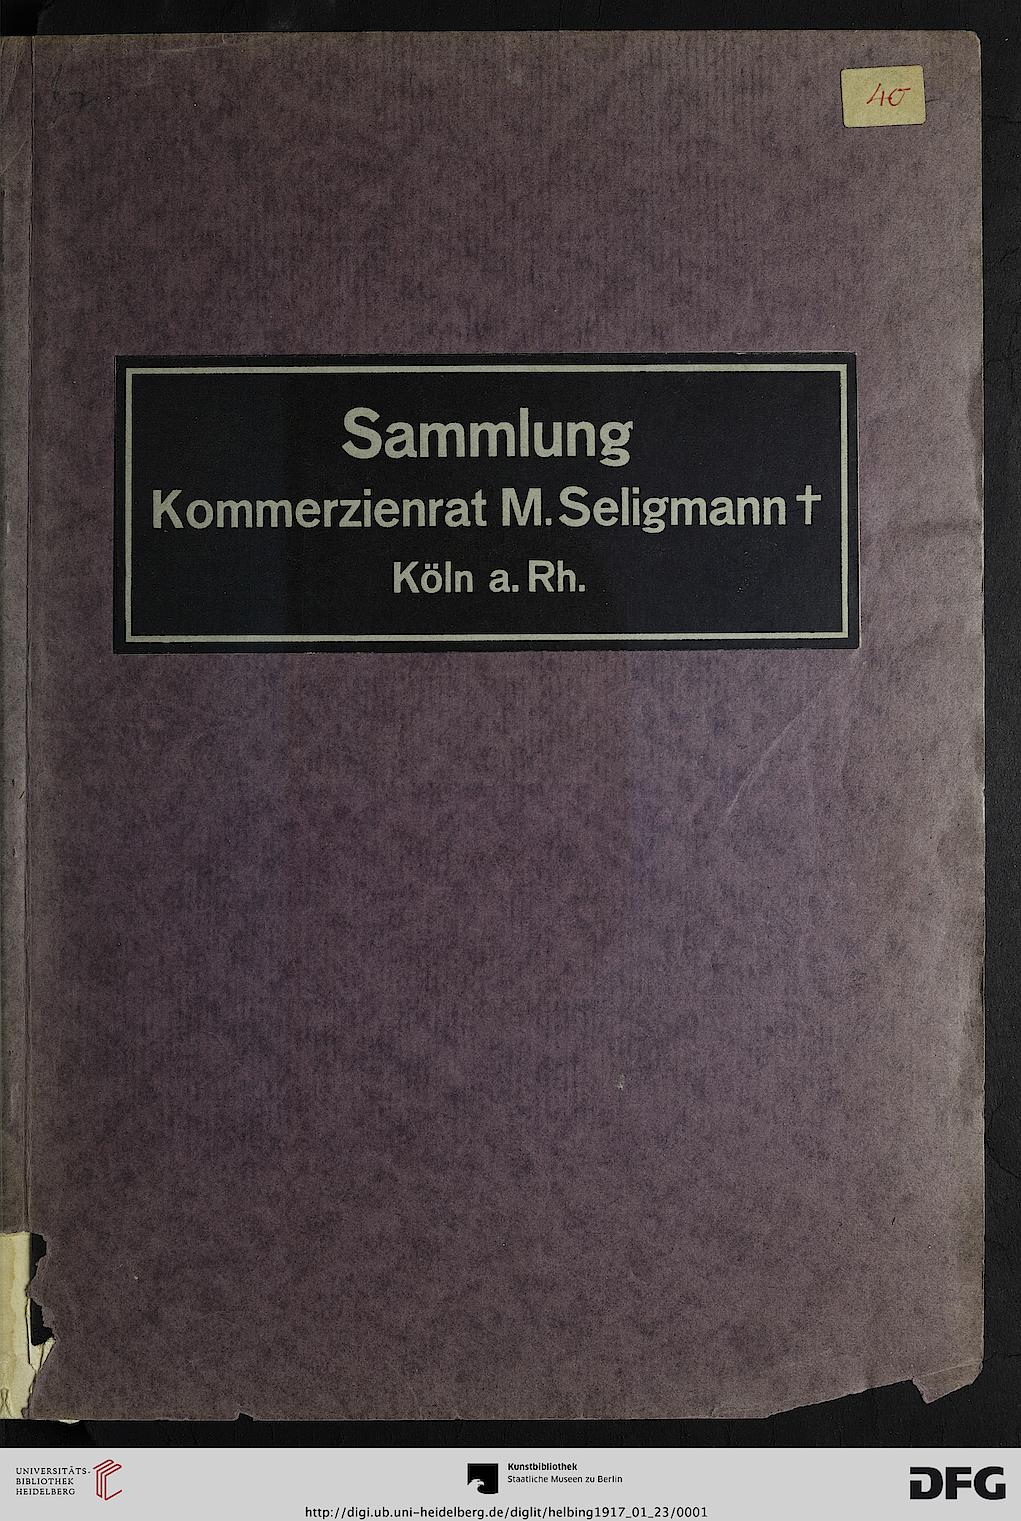 40
Sammlung
Kommerzienrat M. Seligmann †
Köln a. Rh.
UNIVERSITÄTS-
BIBLIOTHEK
HEIDELBERG
Kunstbibliothek
Staatliche Museen zu Berlin
DFG
http://digi.ub.uni-heidelberg.de/diglit/helbing1917_01_23/0001